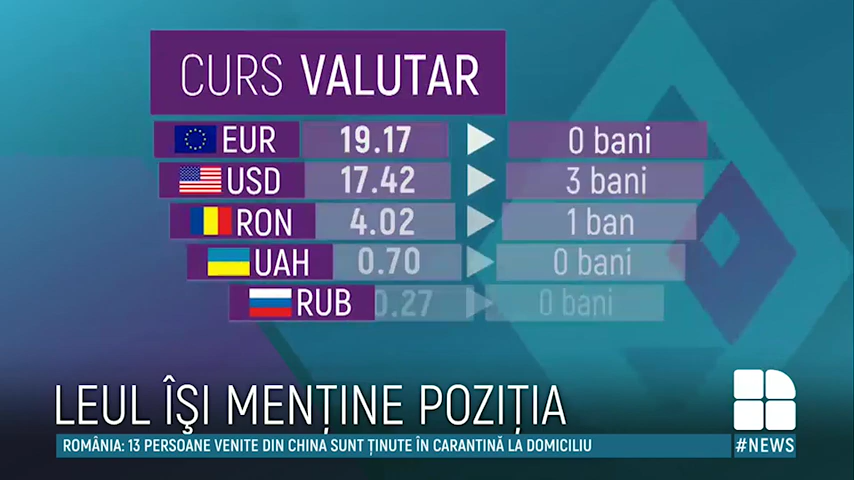 CURS VALUTAR
EUR 19.17 0 bani
USD 17.42 3 bani
RON 4.02 1 ban
UAH 0.70 0 bani
RUB 0.27 0 bani
LEUL ÎȘI MENȚINE POZIȚIA
ROMÂNIA: 13 PERSOANE VENITE DIN CHINA SUNT ȚINUTE ÎN CARANTINĂ LA DOMICILIU
#NEWS